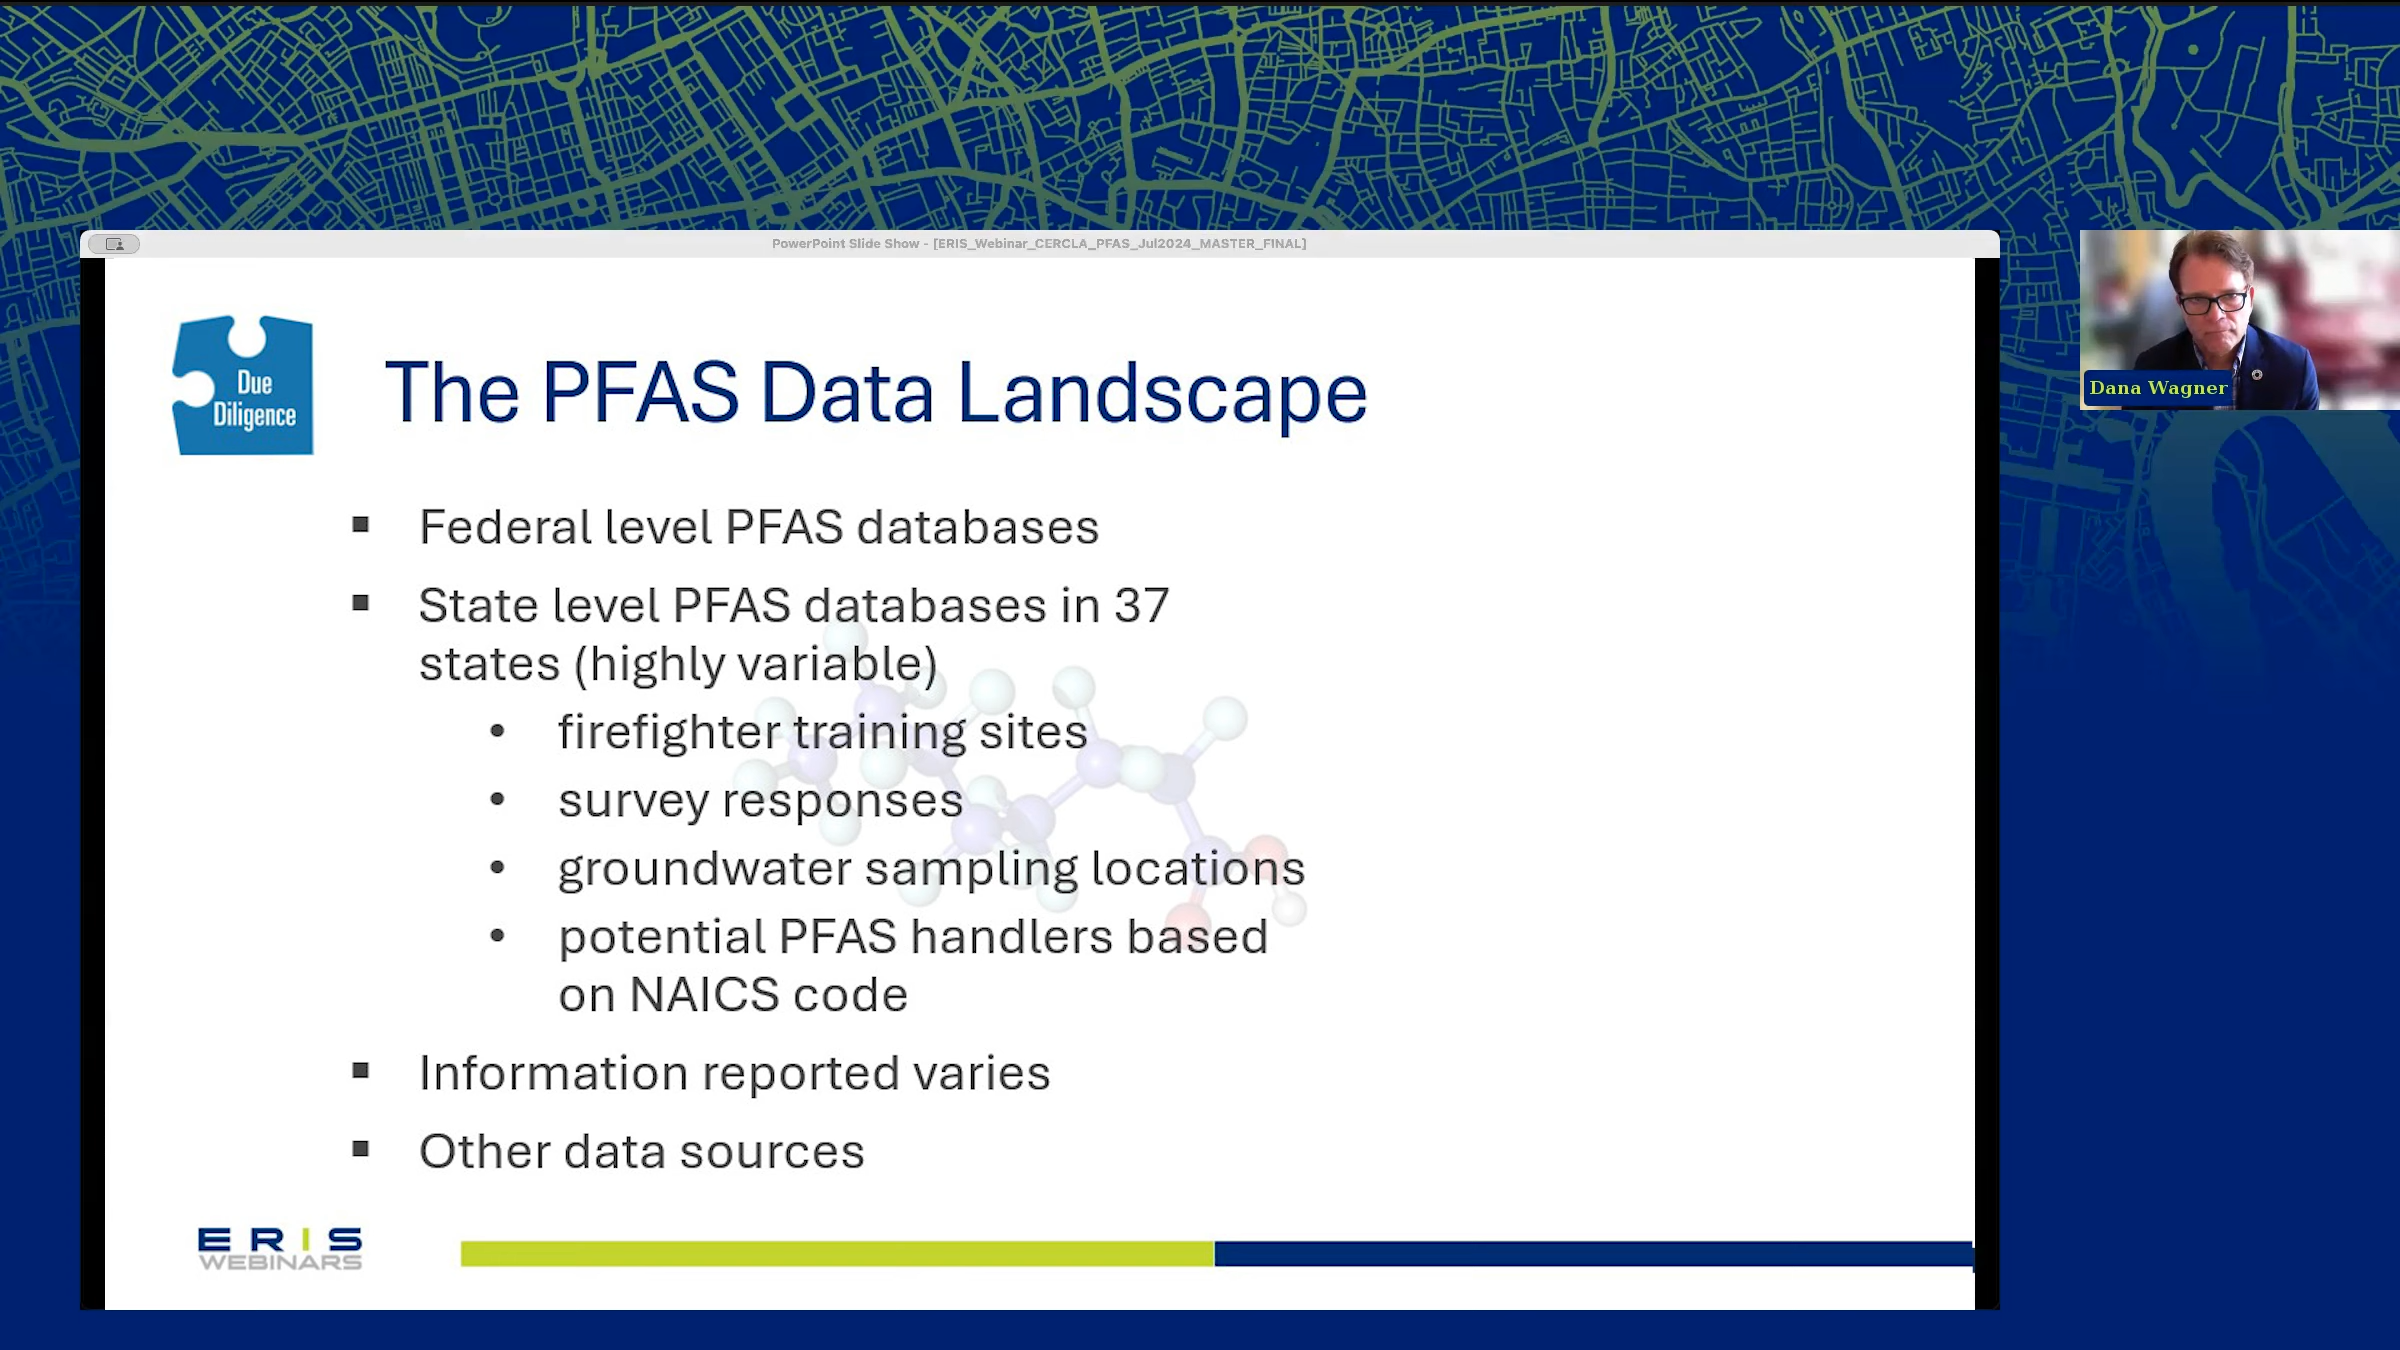 PowerPoint Slide Show - [ERIS_Webinar_CERCLA_PFAS_Jul2024_MASTER_FINAL]
Due
Diligence
The PFAS Data Landscape
Dana Wagner
▪ Federal level PFAS databases
▪ State level PFAS databases in 37
states (highly variable)
• firefighter training sites
• survey responses
• groundwater sampling locations
• potential PFAS handlers based
on NAICS code
▪ Information reported varies
▪ Other data sources
ERIS
WEBINARS